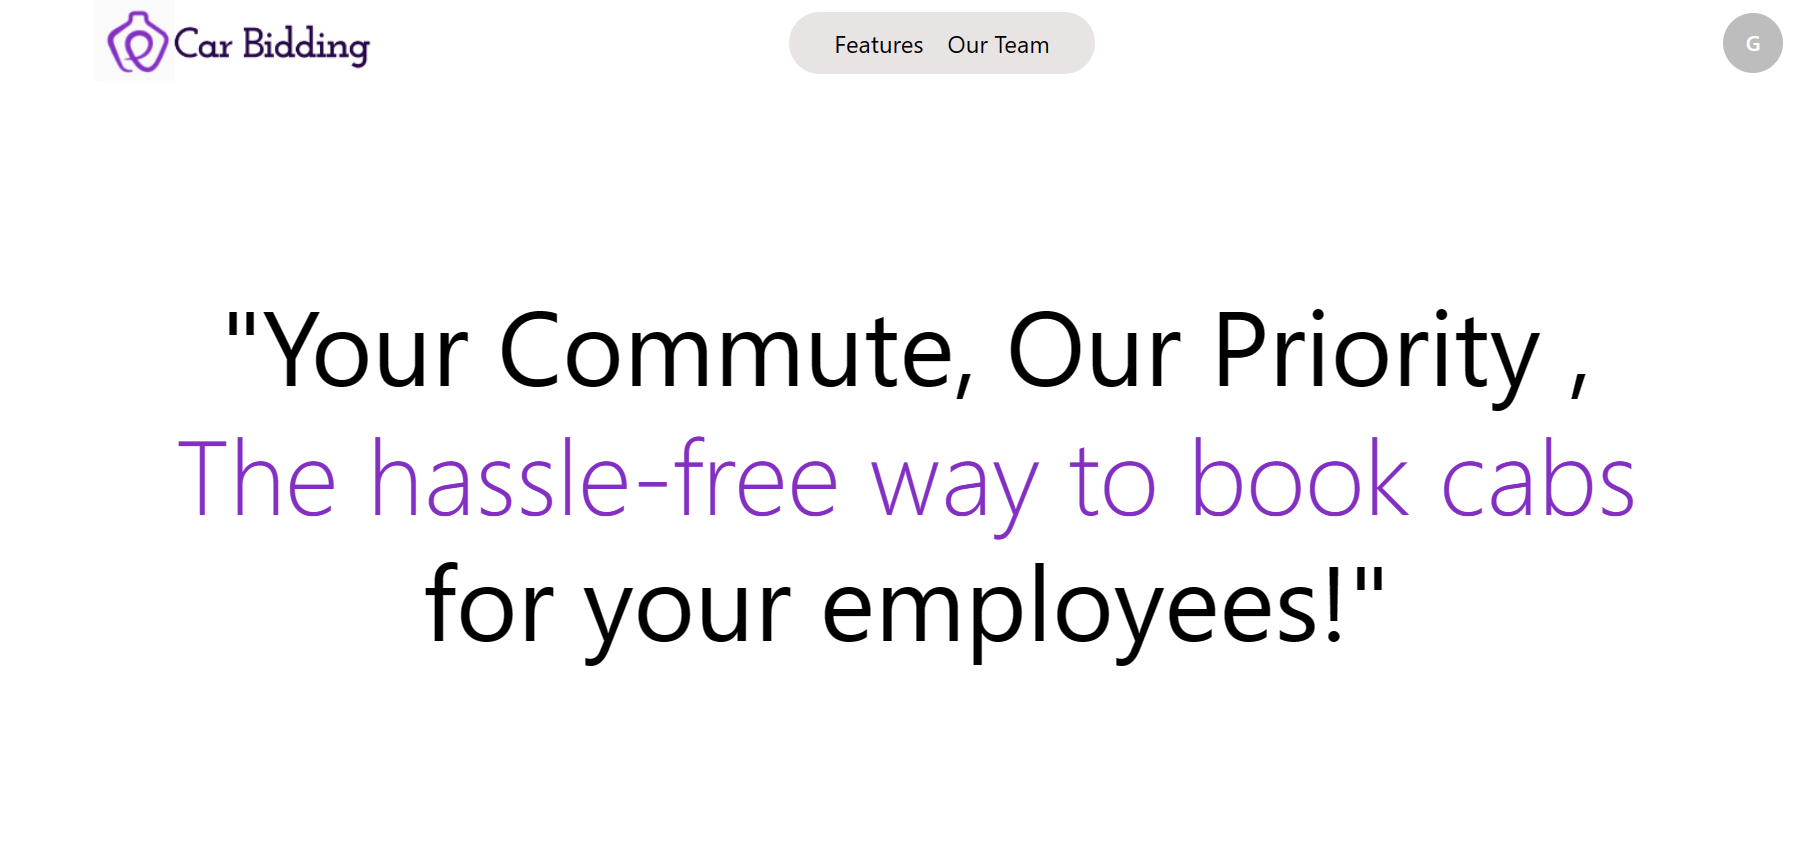 Car Bidding
Features Our Team
G
"Your Commute, Our Priority ,
The hassle-free way to book cabs
for your employees!"